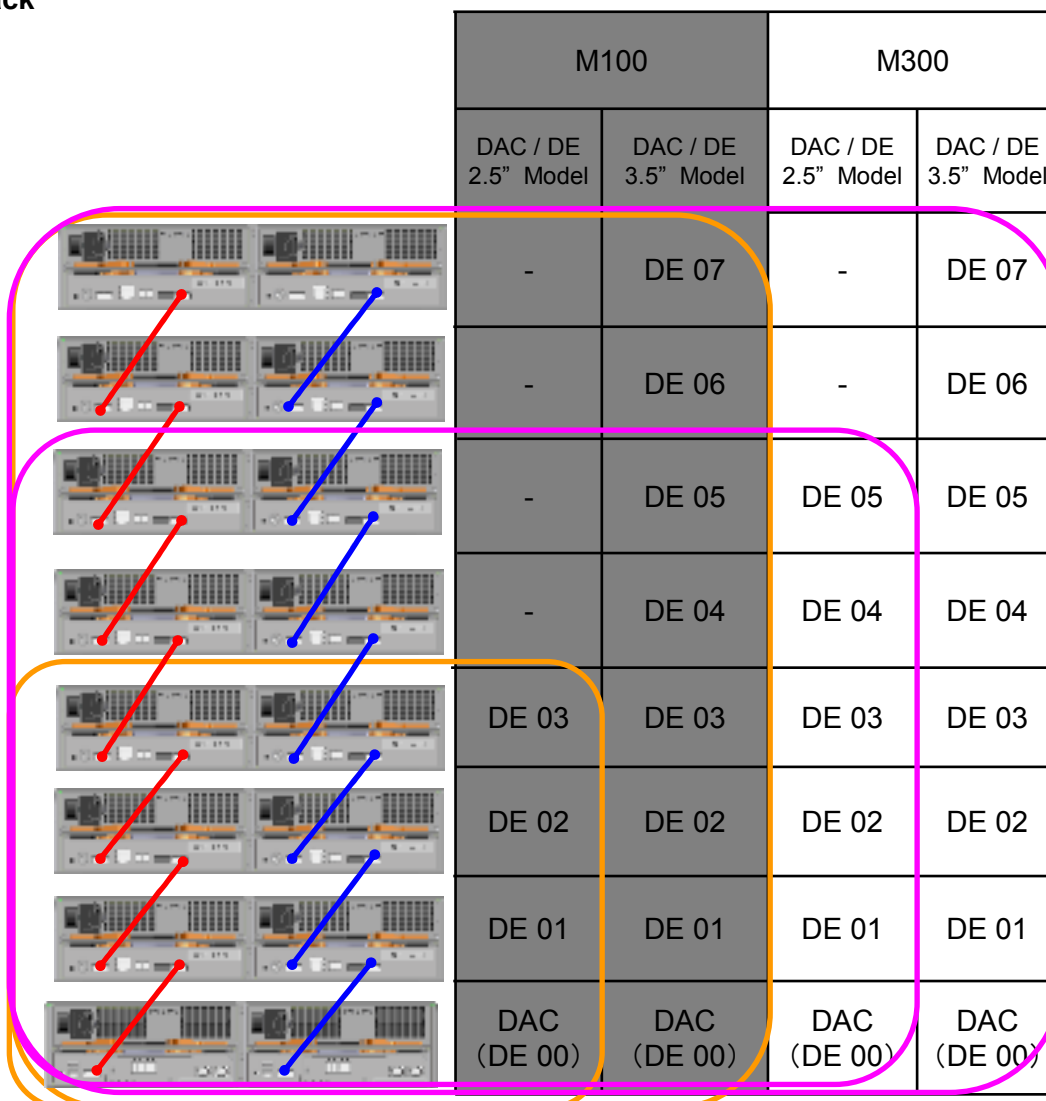 M100 M300
DAC / DE DAC / DE DAC / DE DAC / DE
2.5” Model 3.5” Model 2.5” Model 3.5” Model
- DE 07 - DE 07
- DE 06 - DE 06
- DE 05 DE 05 DE 05
- DE 04 DE 04 DE 04
DE 03 DE 03 DE 03 DE 03
DE 02 DE 02 DE 02 DE 02
DE 01 DE 01 DE 01 DE 01
DAC DAC DAC DAC
（DE 00） （DE 00） （DE 00） （DE 00）